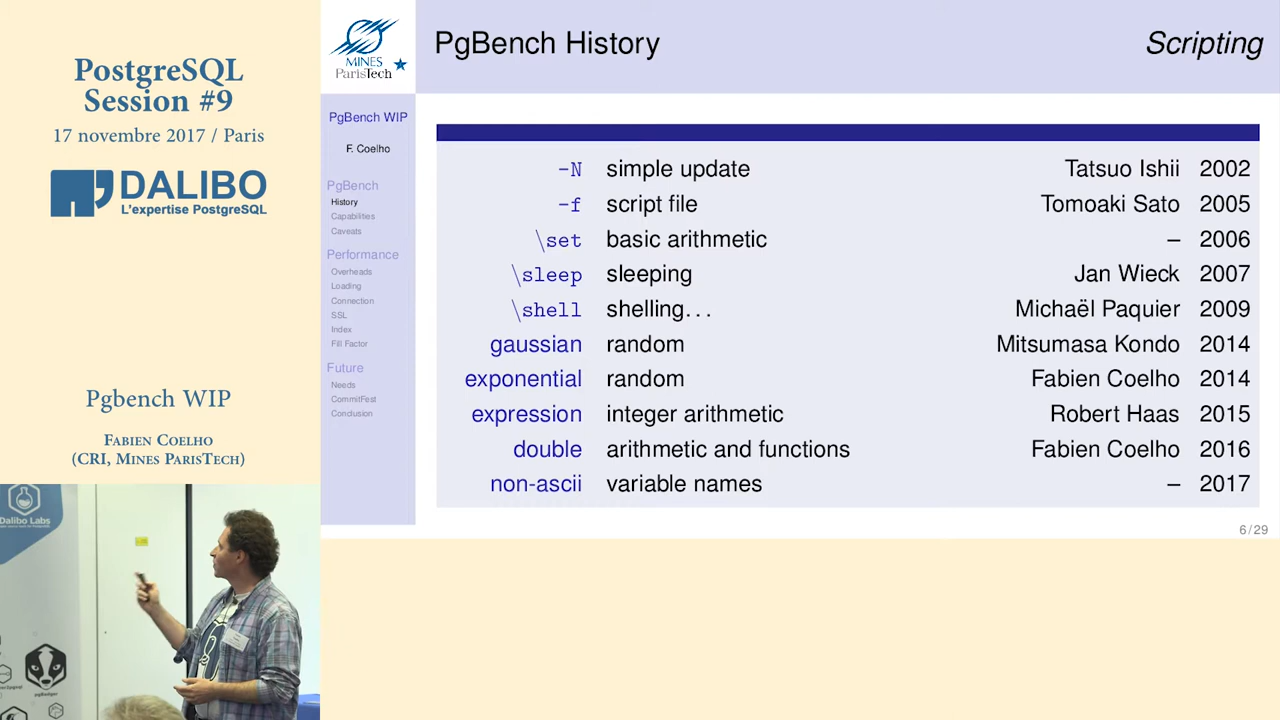 PostgreSQL
Session #9
17 novembre 2017 / Paris
DALIBO
L'expertise PostgreSQL
Pgbench WIP
FABIEN COELHO
(CRI, MINES PARISTECH)
Dalibo Labs
pgBadger
MINES
ParisTech
PgBench History
Scripting
PgBench WIP
F. Coelho
PgBench
History
Capabilities
Caveats
Performance
Overheads
Loading
Connection
SSL
Index
Fill Factor
Future
Needs
CommitFest
Conclusion
-N simple update Tatsuo Ishii 2002
-f script file Tomoaki Sato 2005
\set basic arithmetic – 2006
\sleep sleeping Jan Wieck 2007
\shell shelling... Michaël Paquier 2009
gaussian random Mitsumasa Kondo 2014
exponential random Fabien Coelho 2014
expression integer arithmetic Robert Haas 2015
double arithmetic and functions Fabien Coelho 2016
non-ascii variable names – 2017
6/29